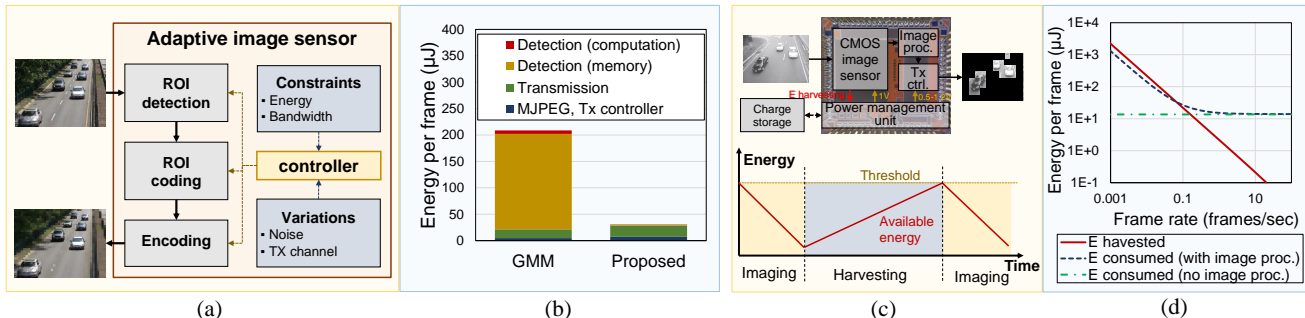 Adaptive image sensor
ROI
detection
ROI
coding
Encoding
Constraints
▪ Energy
▪ Bandwidth
controller
Variations
▪ Noise
▪ TX channel
(a)
Energy per frame (µJ)
400
350
300
250
200
150
100
50
0
Detection (computation)
Detection (memory)
Transmission
MJPEG, Tx controller
GMM
Proposed
(b)
CMOS
image
sensor
Image
proc.
Tx
ctrl.
E harvesting
1V
Power management
unit
Charge
storage
Energy
Threshold
Available
energy
Time
Imaging
Harvesting
Imaging
(c)
Energy per frame (µJ)
1E+4
1E+3
1E+2
1E+1
1E+0
1E-1
0.001
0.1
10
Frame rate (frames/sec)
E havested
E consumed (with image proc.)
E consumed (no image proc.)
(d)